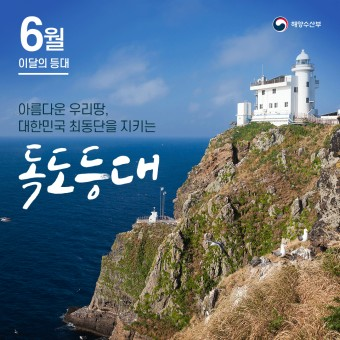 6월
이달의 등대
해양수산부
아름다운 우리땅,
대한민국 최동단을 지키는
독도등대